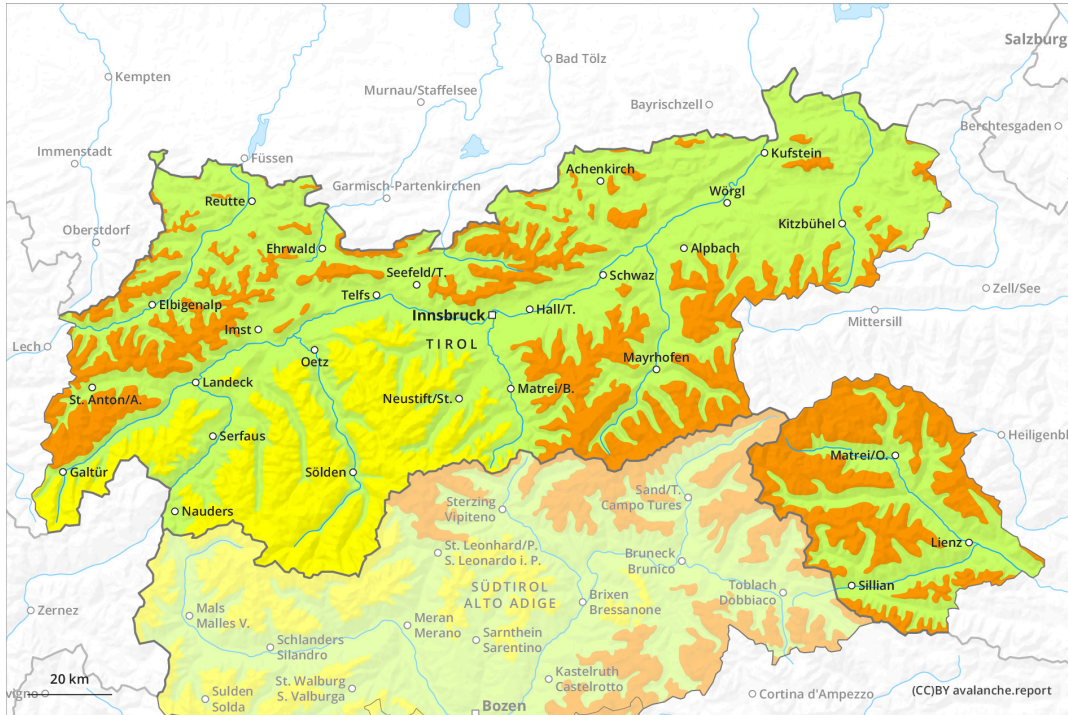 Salzburg
Kempten
Bad Tölz
Murnau/Staffelsee
Bayrischzell
Berchtesgaden
Immenstadt
Füssen
Kufstein
Achenkirch
Garmisch-Partenkirchen
Reutte
Wörgl
Oberstdorf
Kitzbühel
Ehrwald
Alpbach
Seefeld/T.
Schwaz
Zell/See
Telfs
Elbigenalp
Innsbruck
Hall/T.
Mittersill
Imst
Lech
TIROL
Oetz
Mayrhofen
Landeck
St. Anton/A.
Neustift/St.
Matrei/B.
Serfaus
Heiligenbl
Matrei/O.
Galtür
Sölden
Sand/T.
Campo Tures
Sterzing
Vipiteno
Nauders
Lienz
St. Leonhard/P.
S. Leonardo i. P.
Bruneck
Brunico
SÜDTIROL
ALTO ADIGE
Toblach
Dobbiaco
Sillian
Brixen
Bressanone
Zernez
Mals
Malles V.
Meran
Merano
Sarnthein
Sarentino
Schlanders
Silandro
Kastelruth
Castelrotto
20 km
St. Walburg
S. Valburga
vigno
Sulden
Solda
Cortina d'Ampezzo
(CC)BY avalanche.report
Bozen